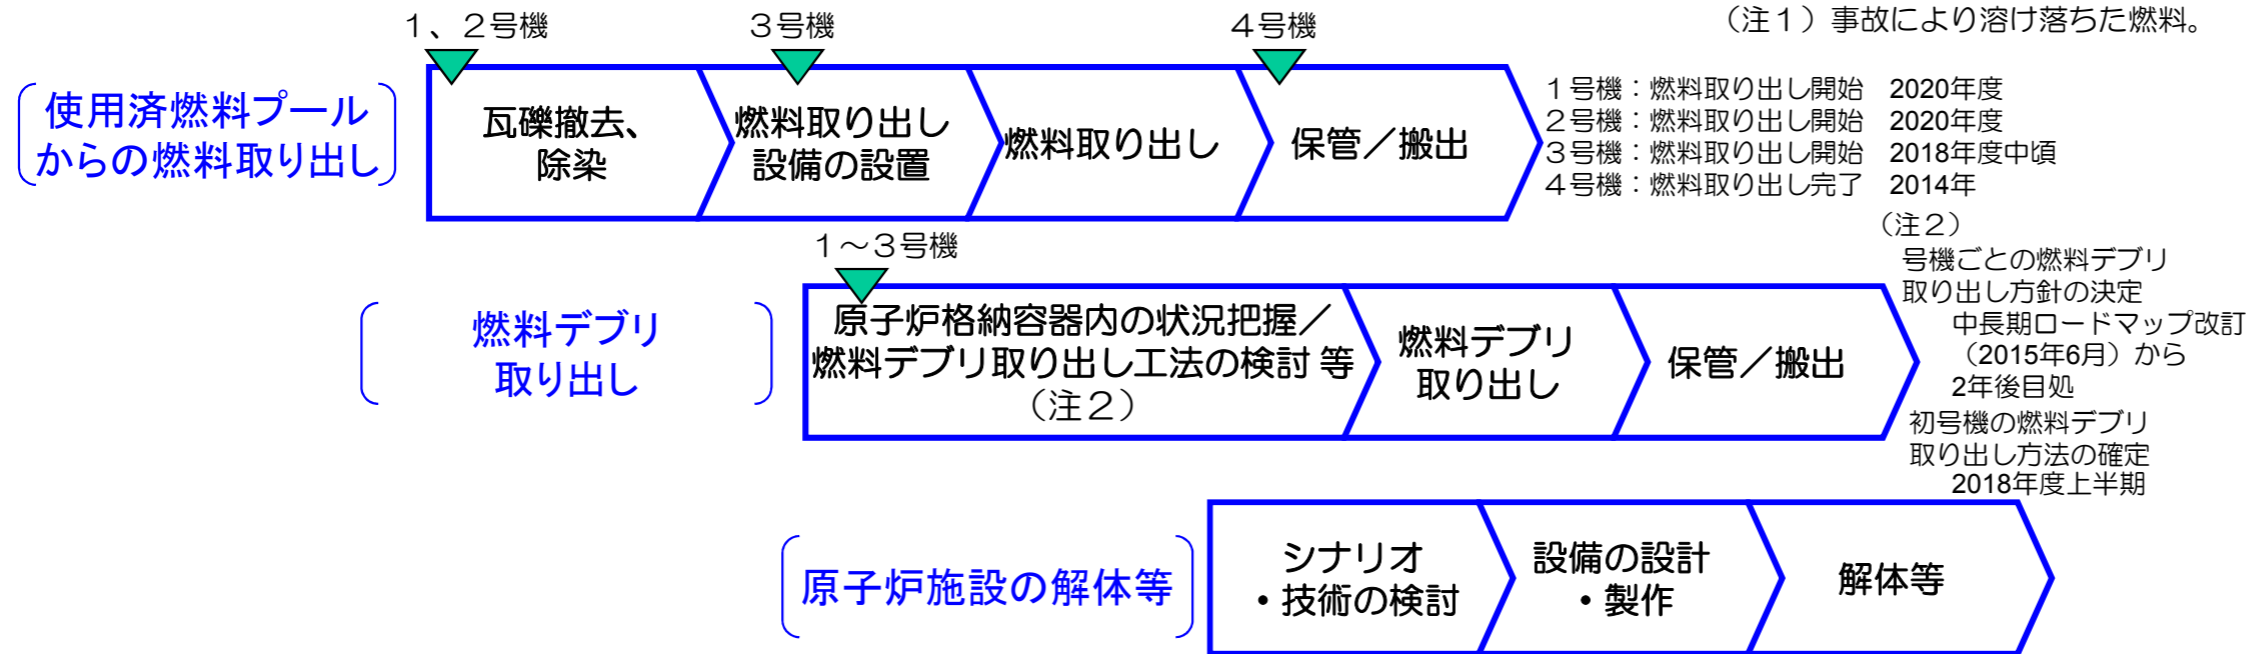 １、２号機
３号機
４号機
（注１）事故により溶け落ちた燃料。
使用済燃料プール
からの燃料取り出し
瓦礫撤去、
除染
燃料取り出し
設備の設置
燃料取り出し
保管／搬出
１号機：燃料取り出し開始　2020年度
２号機：燃料取り出し開始　2020年度
３号機：燃料取り出し開始　2018年度中頃
４号機：燃料取り出し完了　2014年
１～３号機
燃料デブリ
取り出し
原子炉格納容器内の状況把握／
燃料デブリ取り出し工法の検討 等
（注２）
燃料デブリ
取り出し
保管／搬出
（注２）
号機ごとの燃料デブリ
取り出し方針の決定
中長期ロードマップ改訂
（2015年6月）から
2年後目処
初号機の燃料デブリ
取り出し方法の確定
2018年度上半期
原子炉施設の解体等
シナリオ
・技術の検討
設備の設計
・製作
解体等